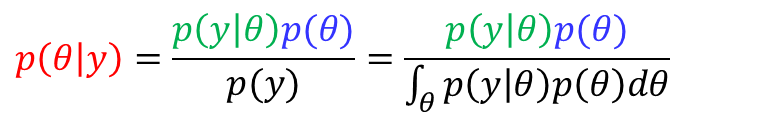 p(θ|y) = p(y|θ)p(θ) / p(y) = p(y|θ)p(θ) / ∫_θ p(y|θ)p(θ)dθ